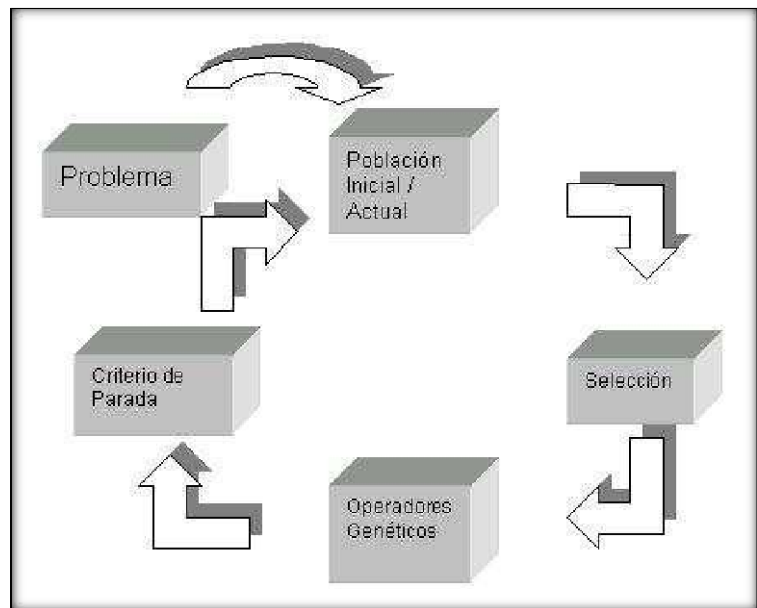 Problema
Población
Inicial /
Actual
Selección
Operadores
Genéticos
Criterio de
Parada